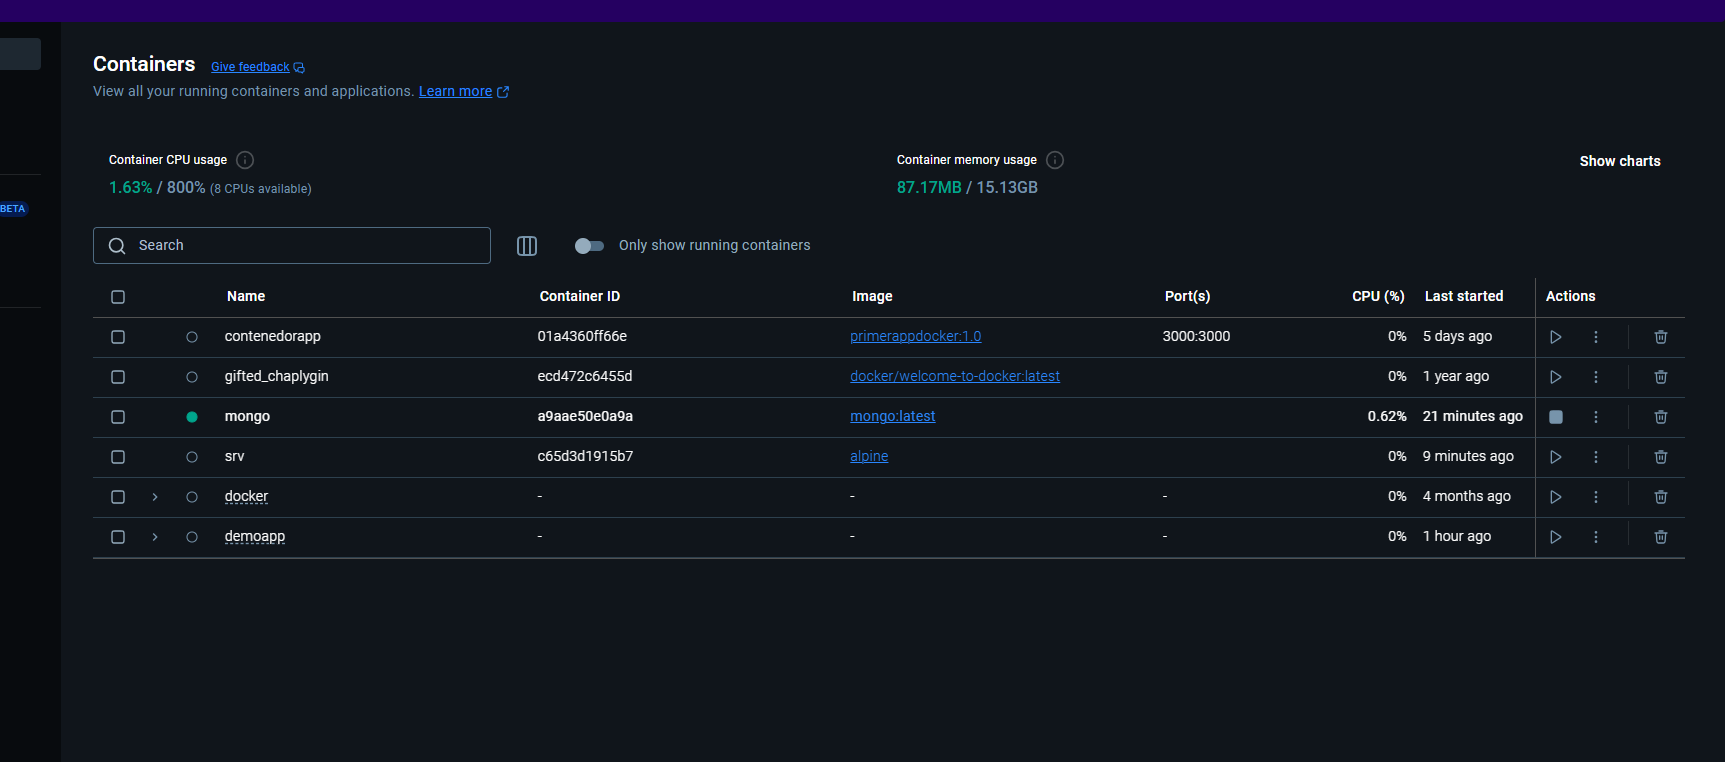 Containers Give feedback
View all your running containers and applications. Learn more
Container CPU usage
1.63% / 800% (8 CPUs available)
Container memory usage
87.17MB / 15.13GB
Show charts
BETA
Search
Only show running containers
Name Container ID Image Port(s) CPU (%) Last started Actions
contenedorapp 01a4360ff66e primerappdocker:1.0 3000:3000 0% 5 days ago
gifted_chaplygin ecd472c6455d docker/welcome-to-docker:latest 0% 1 year ago
mongo a9aae50e0a9a mongo:latest 0.62% 21 minutes ago
srv c65d3d1915b7 alpine 0% 9 minutes ago
docker - - - 0% 4 months ago
demoapp - - - 0% 1 hour ago